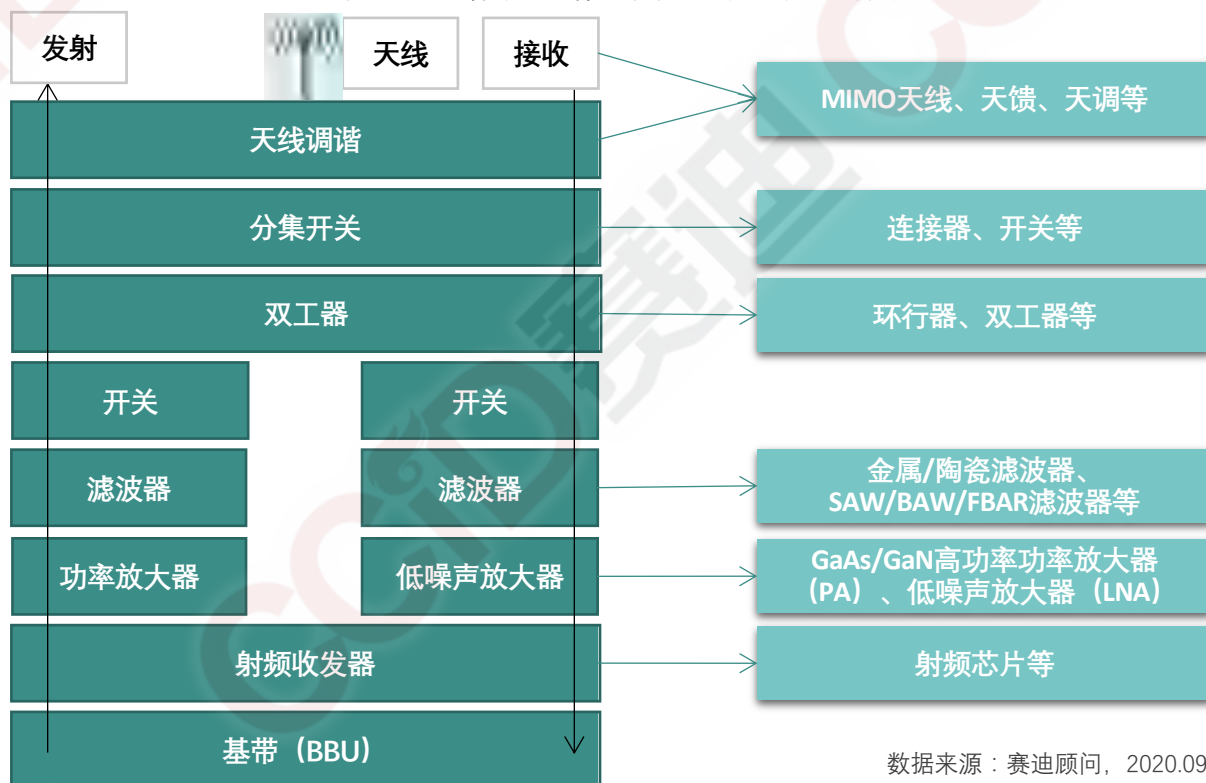 发射
天线
接收
MIMO天线、天馈、天调等
天线调谐
分集开关
连接器、开关等
双工器
环行器、双工器等
开关
开关
滤波器
滤波器
金属/陶瓷滤波器、
SAW/BAW/FBAR滤波器等
功率放大器
低噪声放大器
GaAs/GaN高功率功率放大器
（PA）、低噪声放大器（LNA）
射频收发器
射频芯片等
基带（BBU）
数据来源：赛迪顾问，2020.09
CCiD赛迪